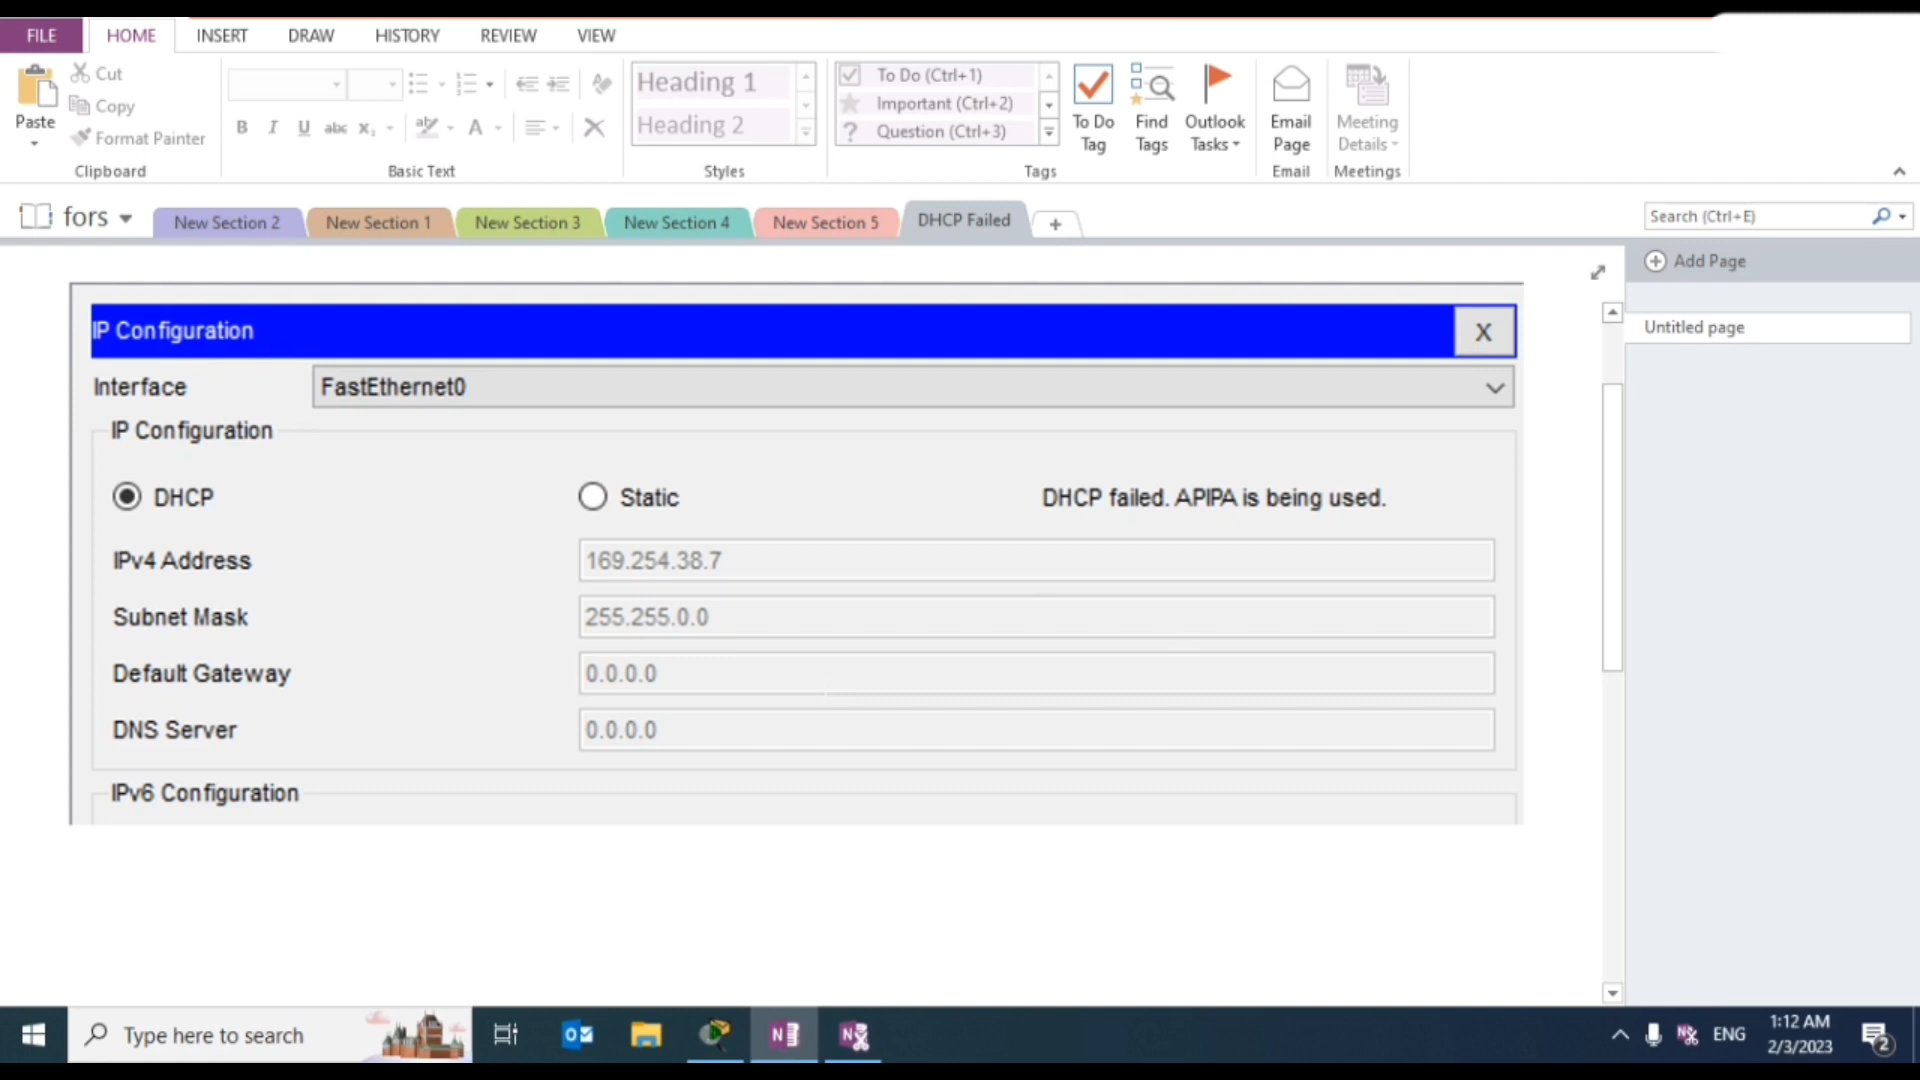 FILE HOME INSERT DRAW HISTORY REVIEW VIEW
Paste
Cut
Copy
Format Painter
Clipboard
B I U abc x,
ab A
Basic Text
Heading 1
Heading 2
Styles
To Do (Ctrl+1)
Important (Ctrl+2)
Question (Ctrl+3)
Tags
To Do
Tag
Find
Tags
Outlook
Tasks
Email
Page
Email
Meeting
Details
Meetings
fors New Section 2 New Section 1 New Section 3 New Section 4 New Section 5 DHCP Failed + Search (Ctrl+E)
Add Page
Untitled page
IP Configuration X
Interface FastEthernet0
IP Configuration
DHCP Static DHCP failed. APIPA is being used.
IPv4 Address 169.254.38.7
Subnet Mask 255.255.0.0
Default Gateway 0.0.0.0
DNS Server 0.0.0.0
IPv6 Configuration
Type here to search
ENG
1:12 AM
2/3/2023
2